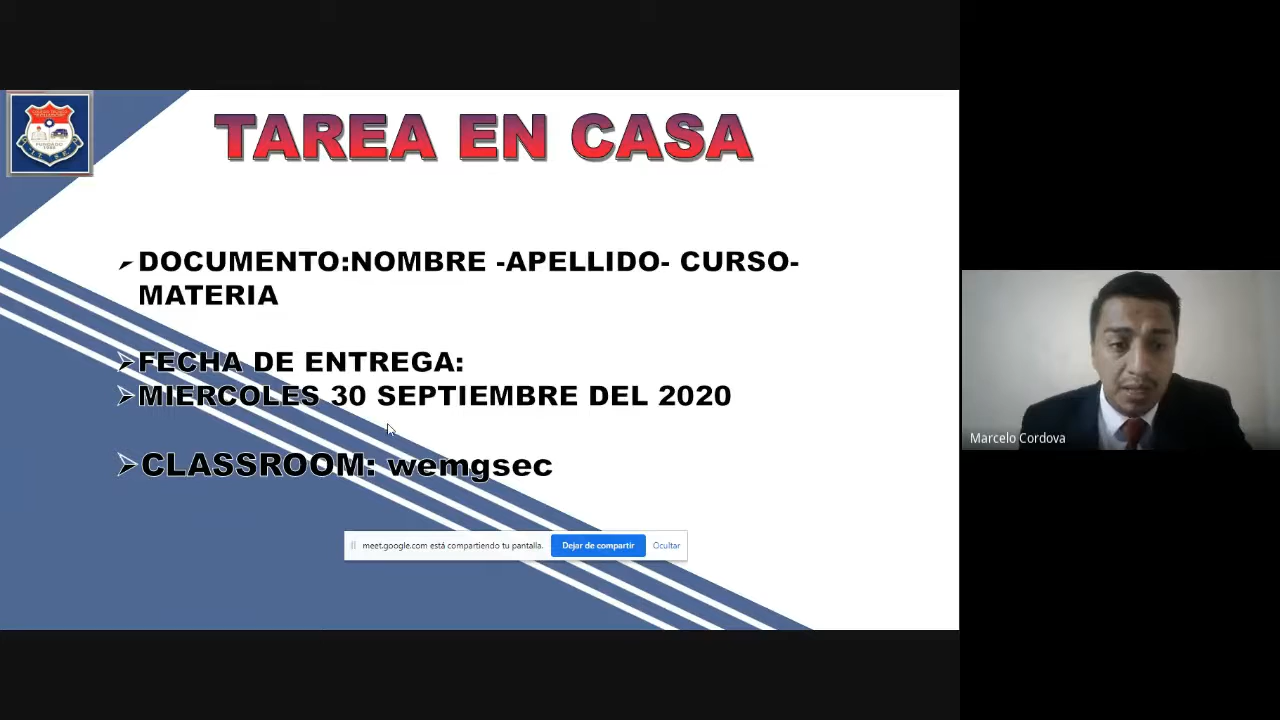 TAREA EN CASA
DOCUMENTO:NOMBRE -APELLIDO- CURSO-
MATERIA
FECHA DE ENTREGA:
MIERCOLES 30 SEPTIEMBRE DEL 2020
CLASSROOM: wemgsec
meet.google.com está compartiendo tu pantalla. Dejar de compartir Ocultar
Marcelo Cordova